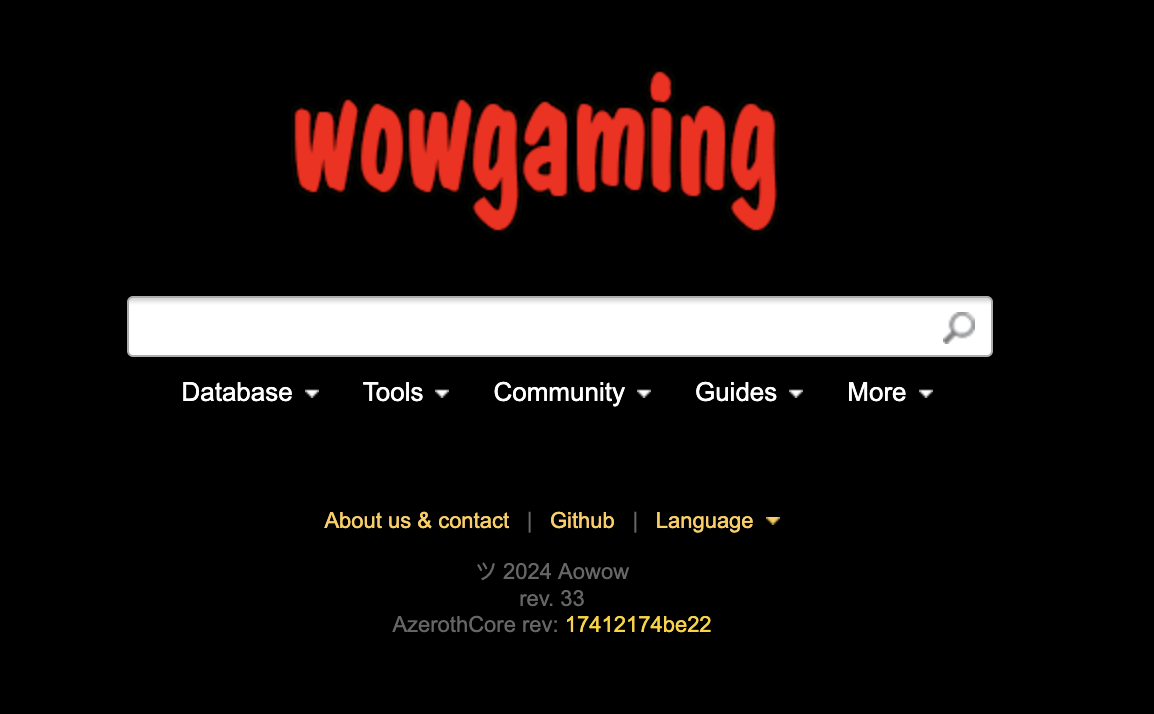 wowgaming
Database Tools Community Guides More
About us & contact | Github | Language
ツ 2024 Aowow
rev. 33
AzerothCore rev: 17412174be22